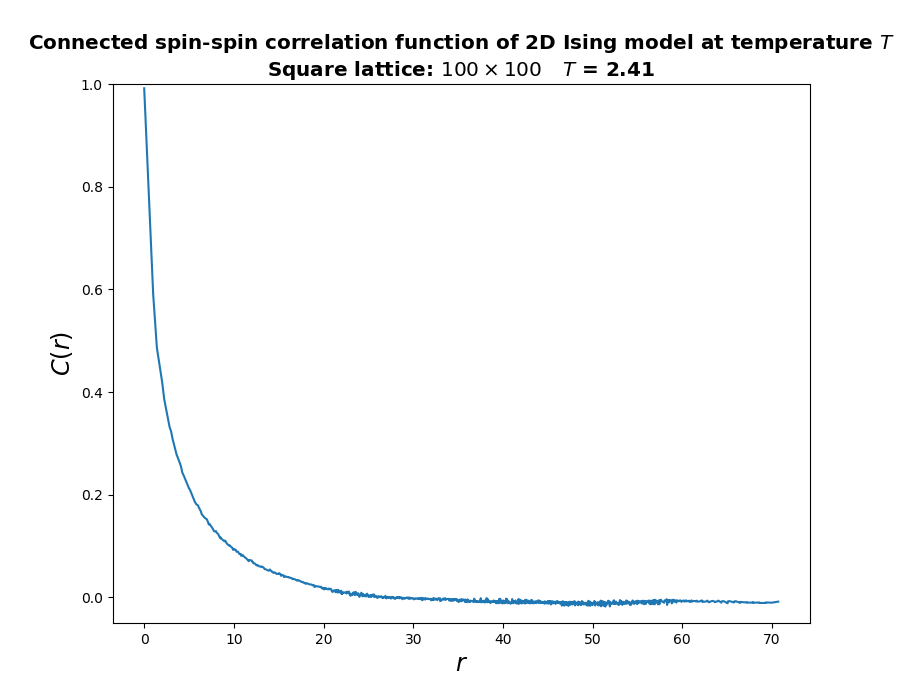 Connected spin-spin correlation function of 2D Ising model at temperature T
Square lattice: 100 × 100 T = 2.41
1.0
0.8
0.6
0.4
0.2
0.0
C(r)
0 10 20 30 40 50 60 70
r